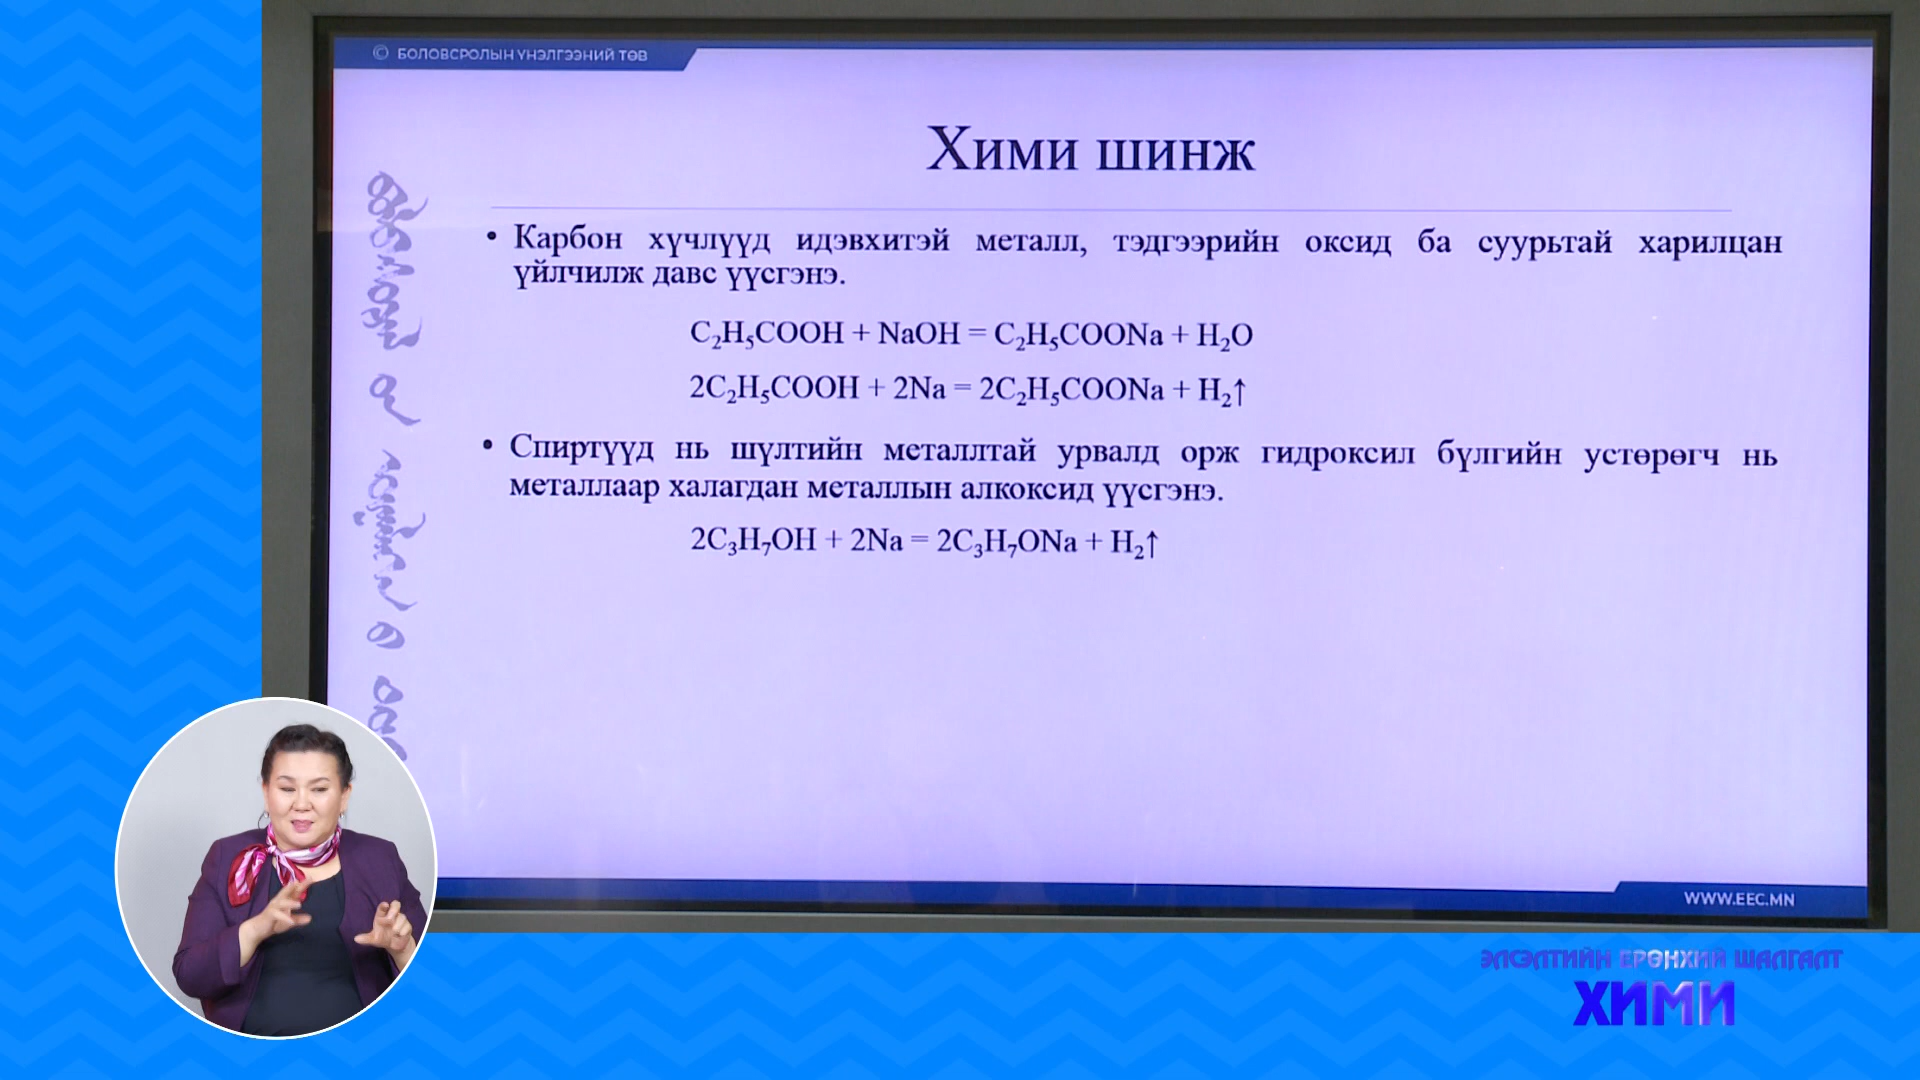 © БОЛОВСРОЛЫН ҮНЭЛГЭЭНИЙ ТӨВ
Хими шинж
• Карбон хүчлүүд идэвхитэй металл, тэдгээрийн оксид ба суурьтай харилцан
үйлчилж давс үүсгэнэ.
C₂H₅COOH + NaOH = C₂H₅COONa + H₂O
2C₂H₅COOH + 2Na = 2C₂H₅COONa + H₂↑
• Спиртүүд нь шүлтийн металлтай урвалд орж гидроксил бүлгийн устөрөгч нь
металлаар халагдан металлын алкоксид үүсгэнэ.
2C₃H₇OH + 2Na = 2C₃H₇ONa + H₂↑
WWW.EEC.MN
ЭЛСЭЛТИЙН ЕРӨНХИЙ ШАЛГАЛТ
ХИМИ